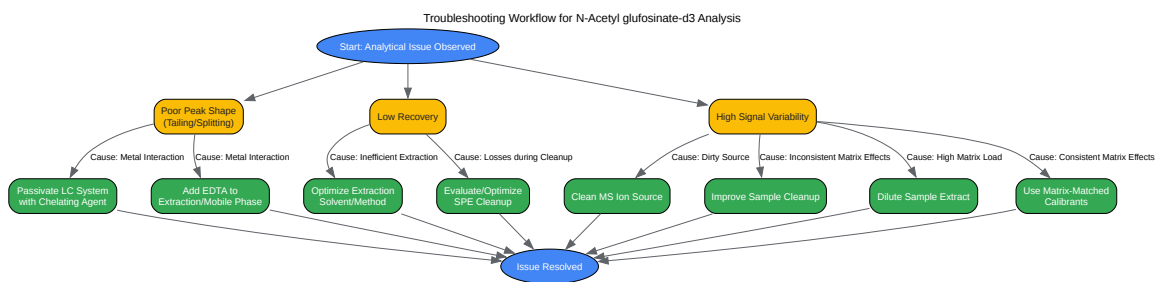 Troubleshooting Workflow for N-Acetyl glufosinate-d3 Analysis
Start: Analytical Issue Observed
Poor Peak Shape
(Tailing/Splitting)
Low Recovery
High Signal Variability
Cause: Metal Interaction
Cause: Metal Interaction
Cause: Inefficient Extraction
Cause: Losses during Cleanup
Cause: Dirty Source
Cause: Inconsistent Matrix Effects
Cause: High Matrix Load
Cause: Consistent Matrix Effects
Passivate LC System
with Chelating Agent
Add EDTA to
Extraction/Mobile Phase
Optimize Extraction
Solvent/Method
Evaluate/Optimize
SPE Cleanup
Clean MS Ion Source
Improve Sample Cleanup
Dilute Sample Extract
Use Matrix-Matched
Calibrants
Issue Resolved